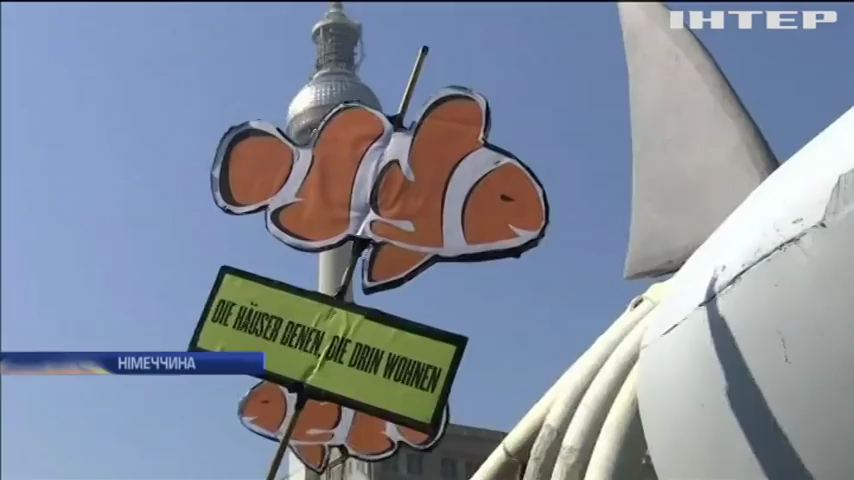 ІНТЕР
DIE HÄUSER DENEN, DIE DRIN WOHNEN
НІМЕЧЧИНА